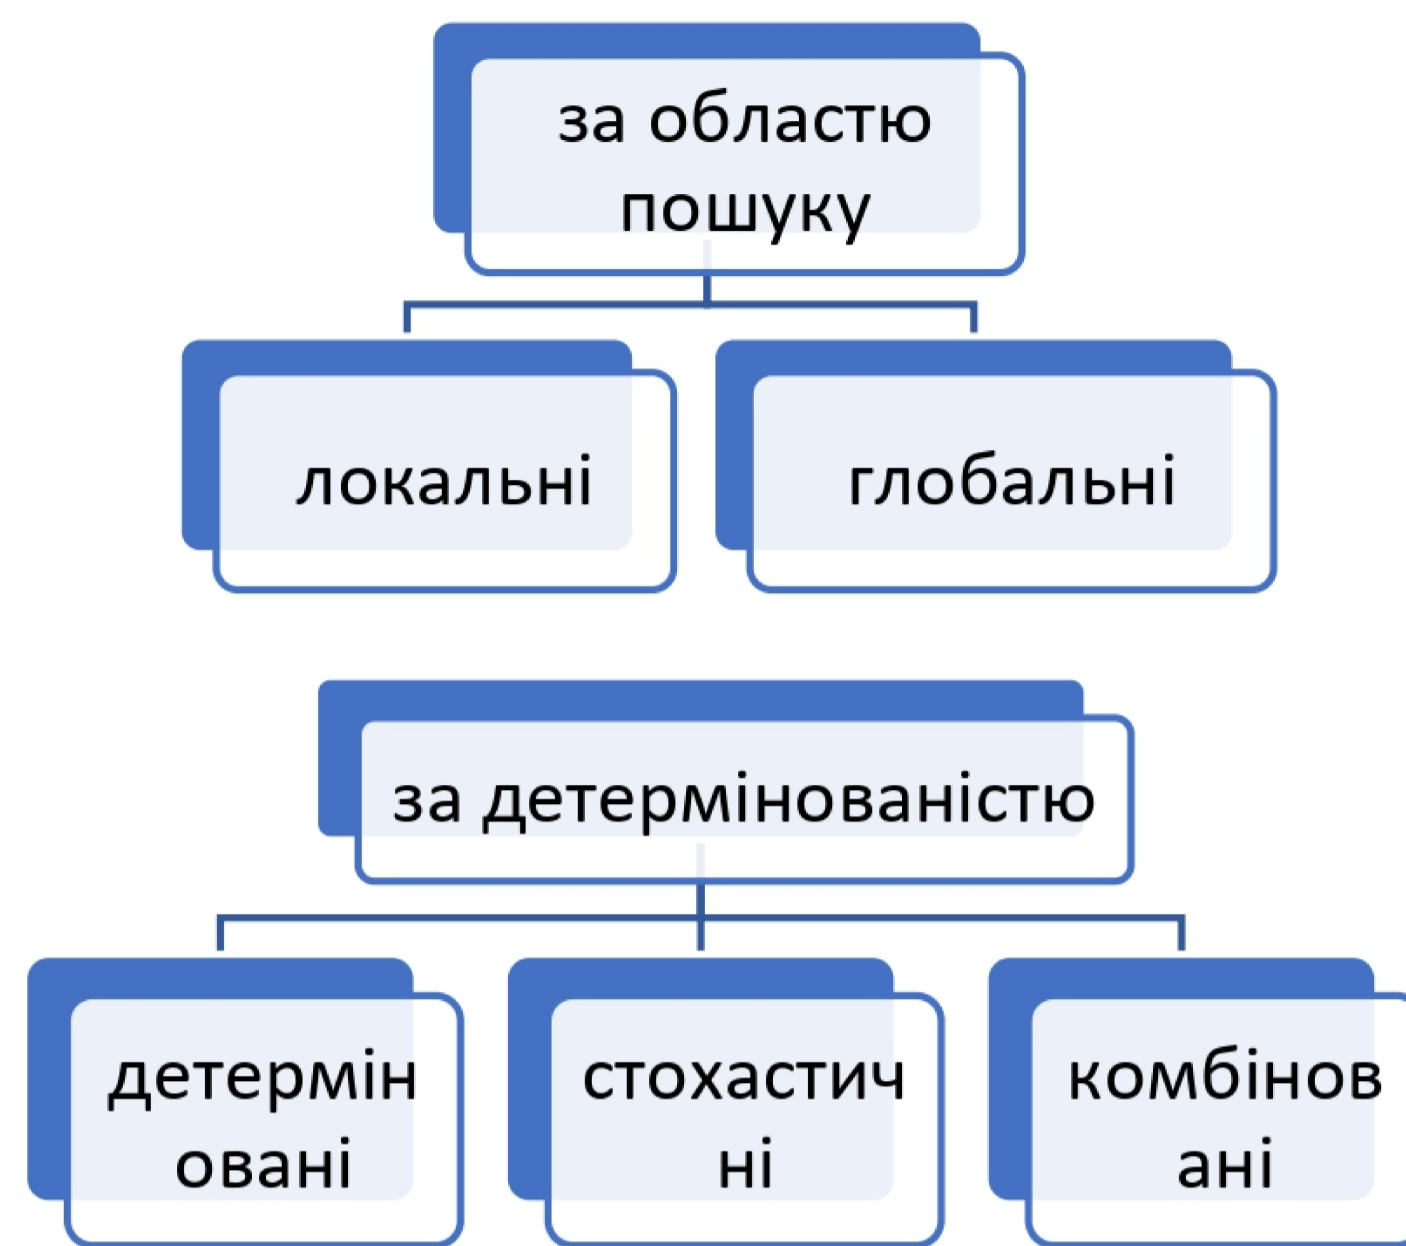 за областю
пошуку
локальні
глобальні
за детермінованістю
детермін
овані
стохастич
ні
комбінов
ані